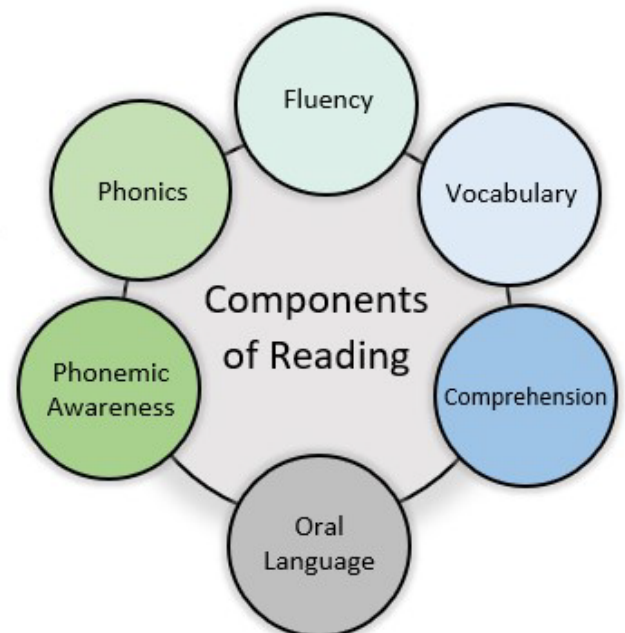 Fluency
Phonics
Vocabulary
Components
of Reading
Phonemic
Awareness
Comprehension
Oral
Language